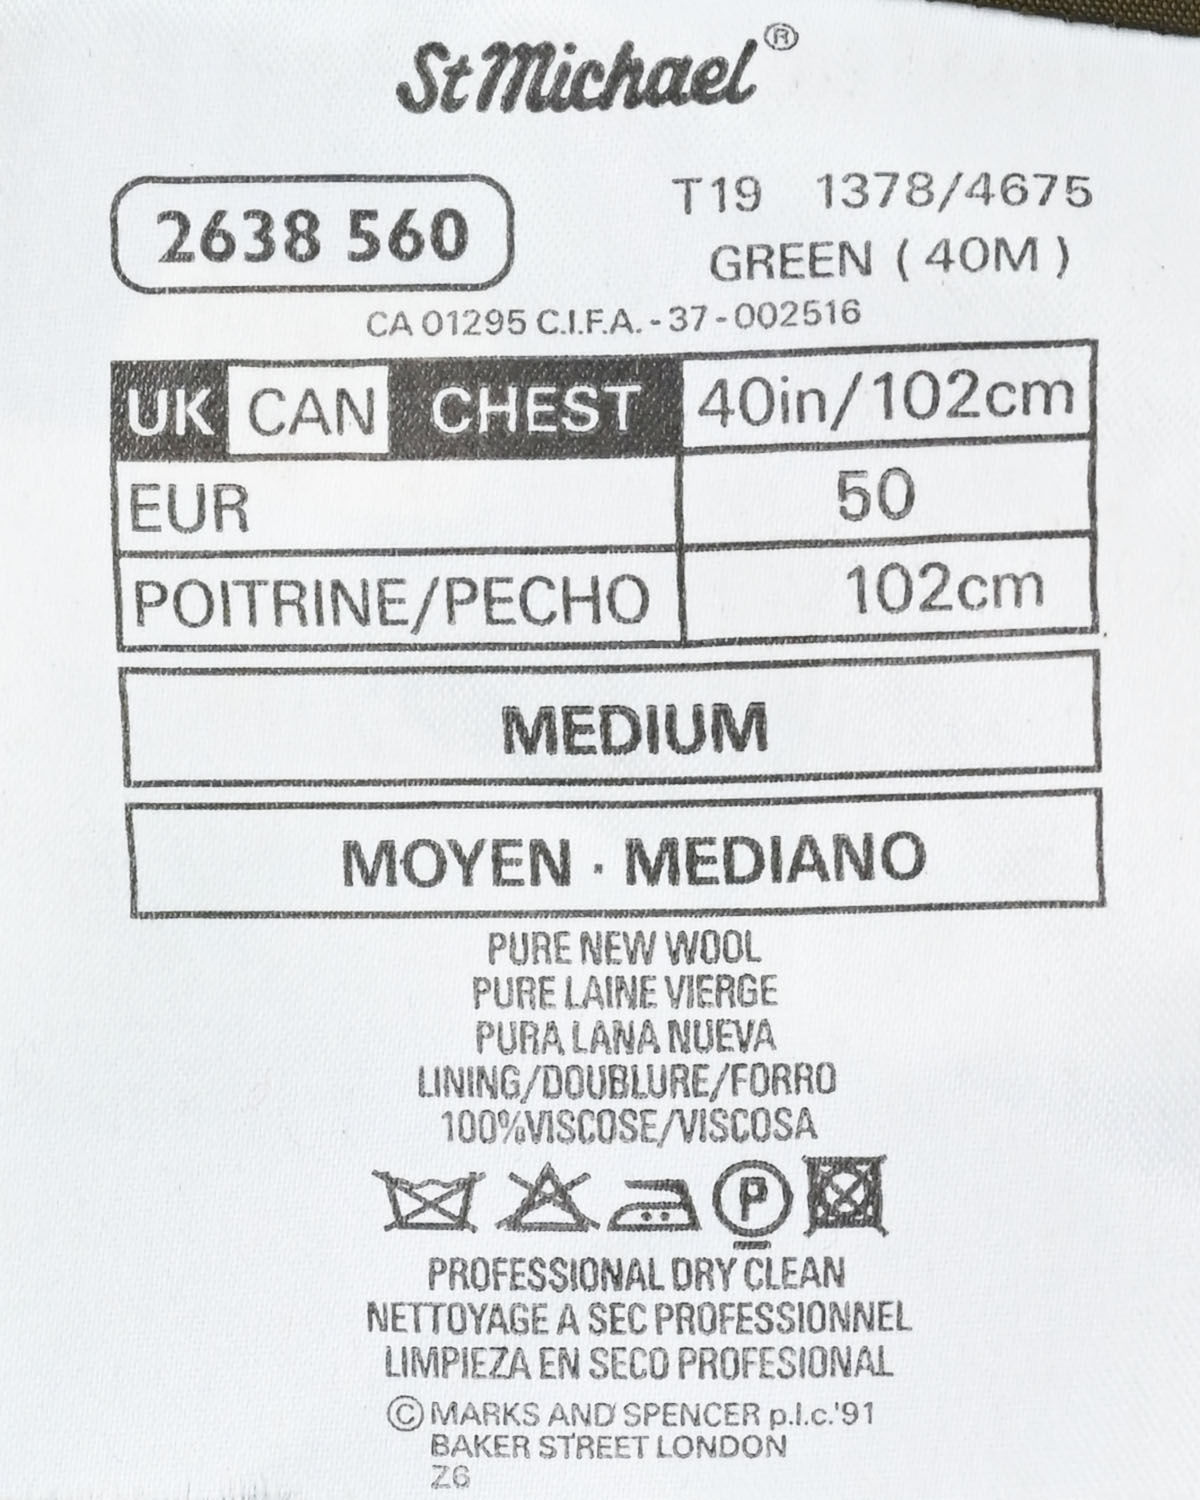 St Michael®
2638 560
T19 1378/4675
GREEN (40M)
CA 01295 C.I.F.A. - 37 - 002516
UK CAN CHEST 40in/102cm
EUR 50
POITRINE/PECHO 102cm
MEDIUM
MOYEN · MEDIANO
PURE NEW WOOL
PURE LAINE VIERGE
PURA LANA NUEVA
LINING/DOUBLURE/FORRO
100%VISCOSE/VISCOSA
P
PROFESSIONAL DRY CLEAN
NETTOYAGE A SEC PROFESSIONNEL
LIMPIEZA EN SECO PROFESIONAL
© MARKS AND SPENCER p.l.c.'91
BAKER STREET LONDON
Z6